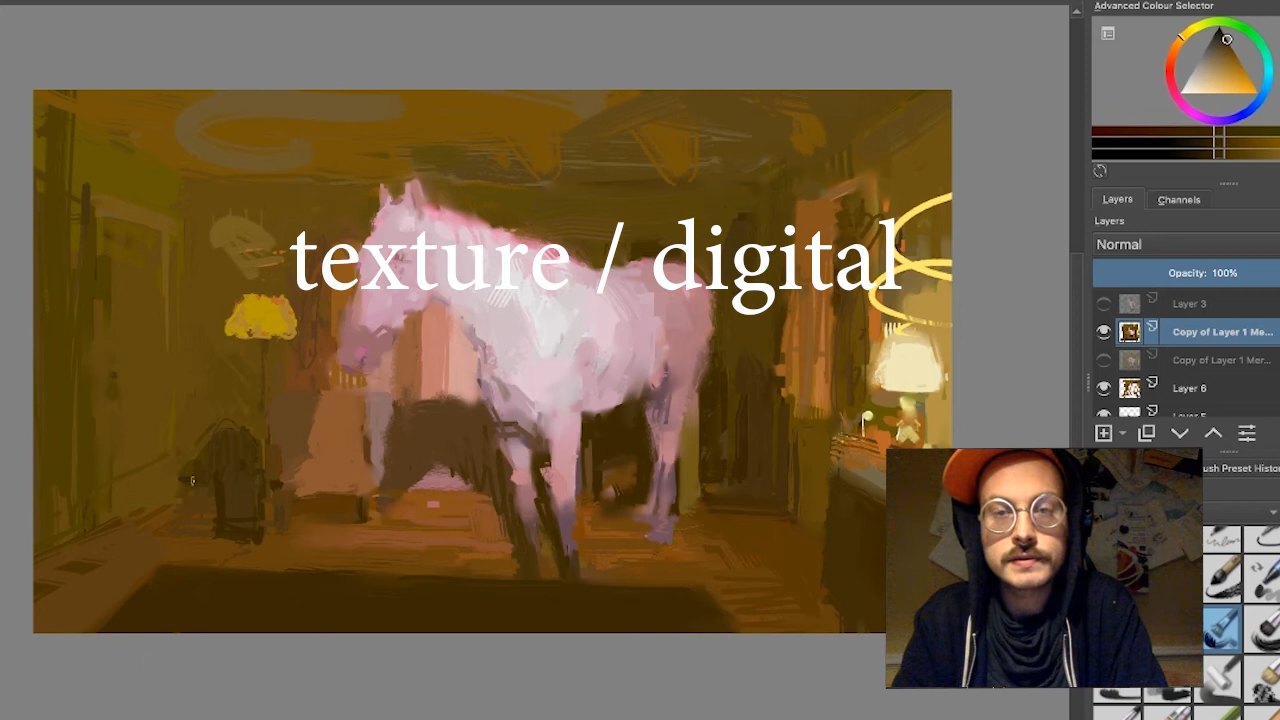 Advanced Colour Selector
texture / digital
Layers
Channels
Layers
Normal
Opacity: 100%
Layer 3
Copy of Layer 1 Me...
Copy of Layer 1 Mer...
Layer 6
ush Preset Histo